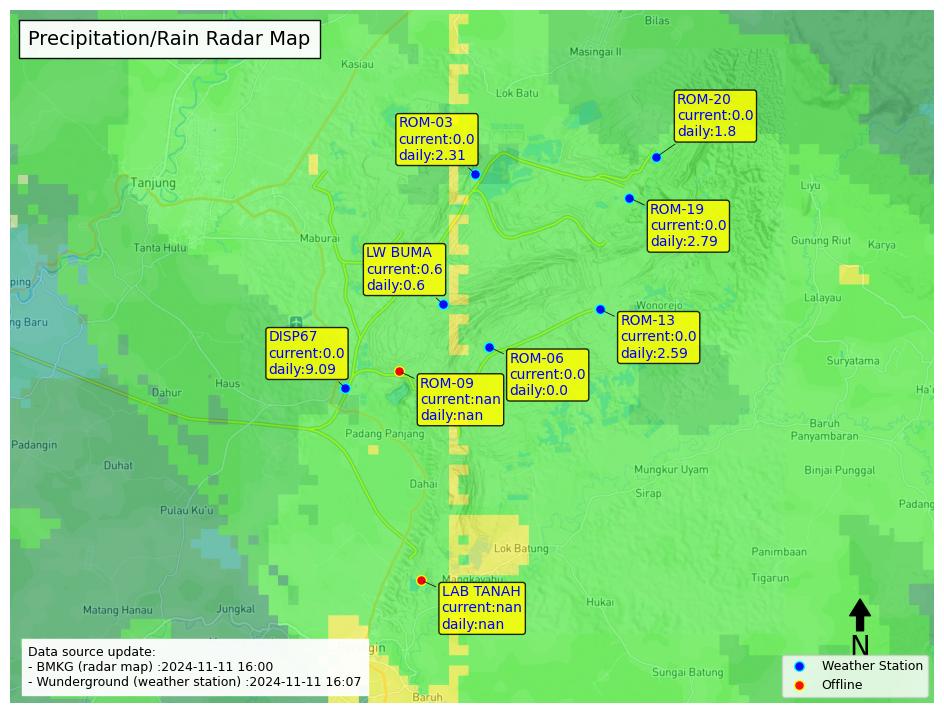 Precipitation/Rain Radar Map
Bilas
Masingai II
Kasiau
Lok Batu
ROM-20
current:0.0
daily:1.8
ROM-03
current:0.0
daily:2.31
Tanjung
Liyu
ROM-19
current:0.0
daily:2.79
Maburai
Tanta Hulu
Gunung Riut
Karya
LW BUMA
current:0.6
daily:0.6
ping
Lalayau
Wonorejo
ng Baru
ROM-13
current:0.0
daily:2.59
DISP67
current:0.0
daily:9.09
ROM-06
current:0.0
daily:0.0
Suryatama
Haus
Dahur
ROM-09
current:nan
daily:nan
Baruh
Panyambaran
Padang Panjang
Padangin
Duhat
Mungkur Uyam
Binjai Punggal
Dahai
Sirap
Padang
Pulau Ku'u
Lok Batung
Panimbaan
Tigarun
Mangkayahu
LAB TANAH
current:nan
daily:nan
Hukai
Matang Hanau
Jungkal
N
Data source update:
- BMKG (radar map) :2024-11-11 16:00
- Wunderground (weather station) :2024-11-11 16:07
Sungai Batung
Baruh
Weather Station
Offline